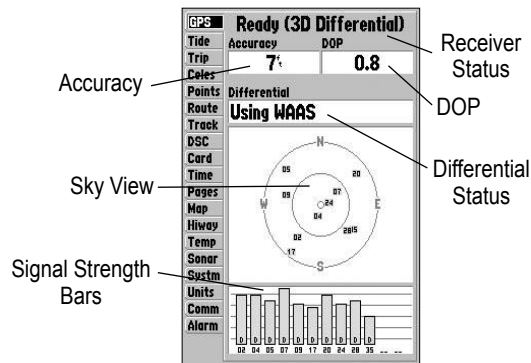 GPS
Tide
Trip
Celes
Points
Route
Track
DSC
Card
Time
Pages
Map
Hiway
Temp
Sonar
Systm
Units
Comm
Alarm
Ready (3D Differential)
Accuracy DOP
7ft 0.8
Differential
Using WAAS
N
05 20
09 07
24
W E
04
02 28 15
17
S
D D D D D D D D D D
02 04 05 07 09 17 20 24 28 35 -- --
Accuracy
Sky View
Signal Strength
Bars
Receiver
Status
DOP
Differential
Status